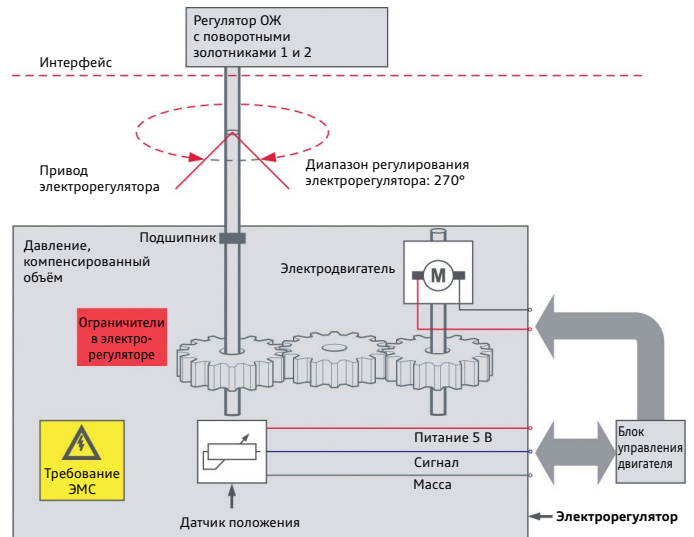 Регулятор ОЖ
с поворотными
золотниками 1 и 2
Интерфейс
Привод
электрорегулятора
Диапазон регулирования
электрорегулятора: 270°
Давление,
компенсированный
объём
Подшипник
Электродвигатель
M
Ограничители
в электро-
регуляторе
Требование
ЭМС
Питание 5 В
Сигнал
Масса
Блок
управления
двигателя
Датчик положения
Электрорегулятор